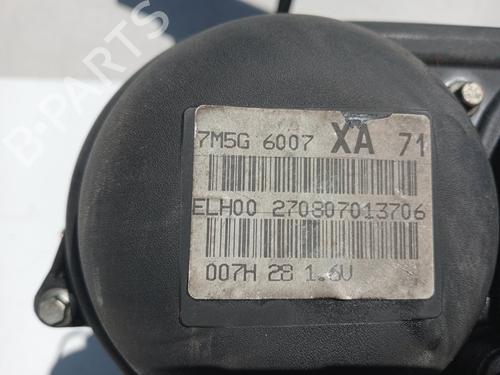 B-PARTS
7M5G 6007 XA 71
ELH00 270807013706
007H 28 1.6V